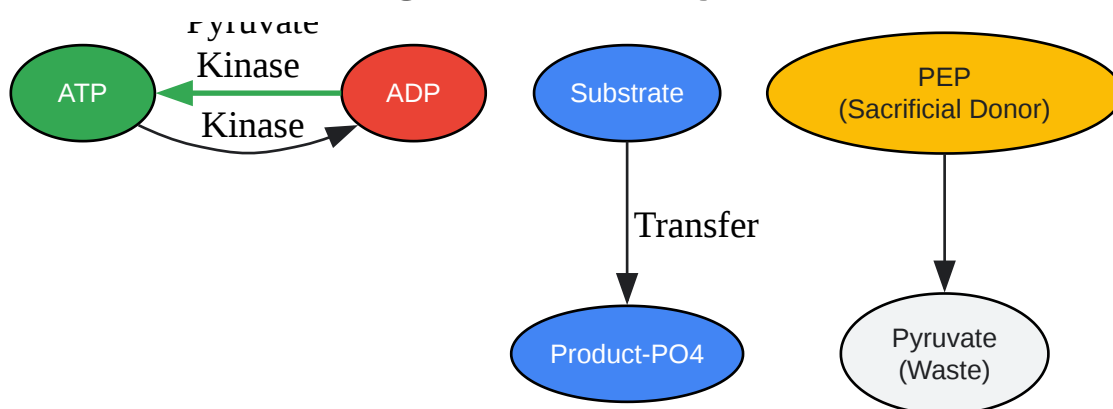 Pyruvate
Kinase
ATP
ADP
Kinase
Substrate
PEP
(Sacrificial Donor)
Transfer
Product-PO4
Pyruvate
(Waste)